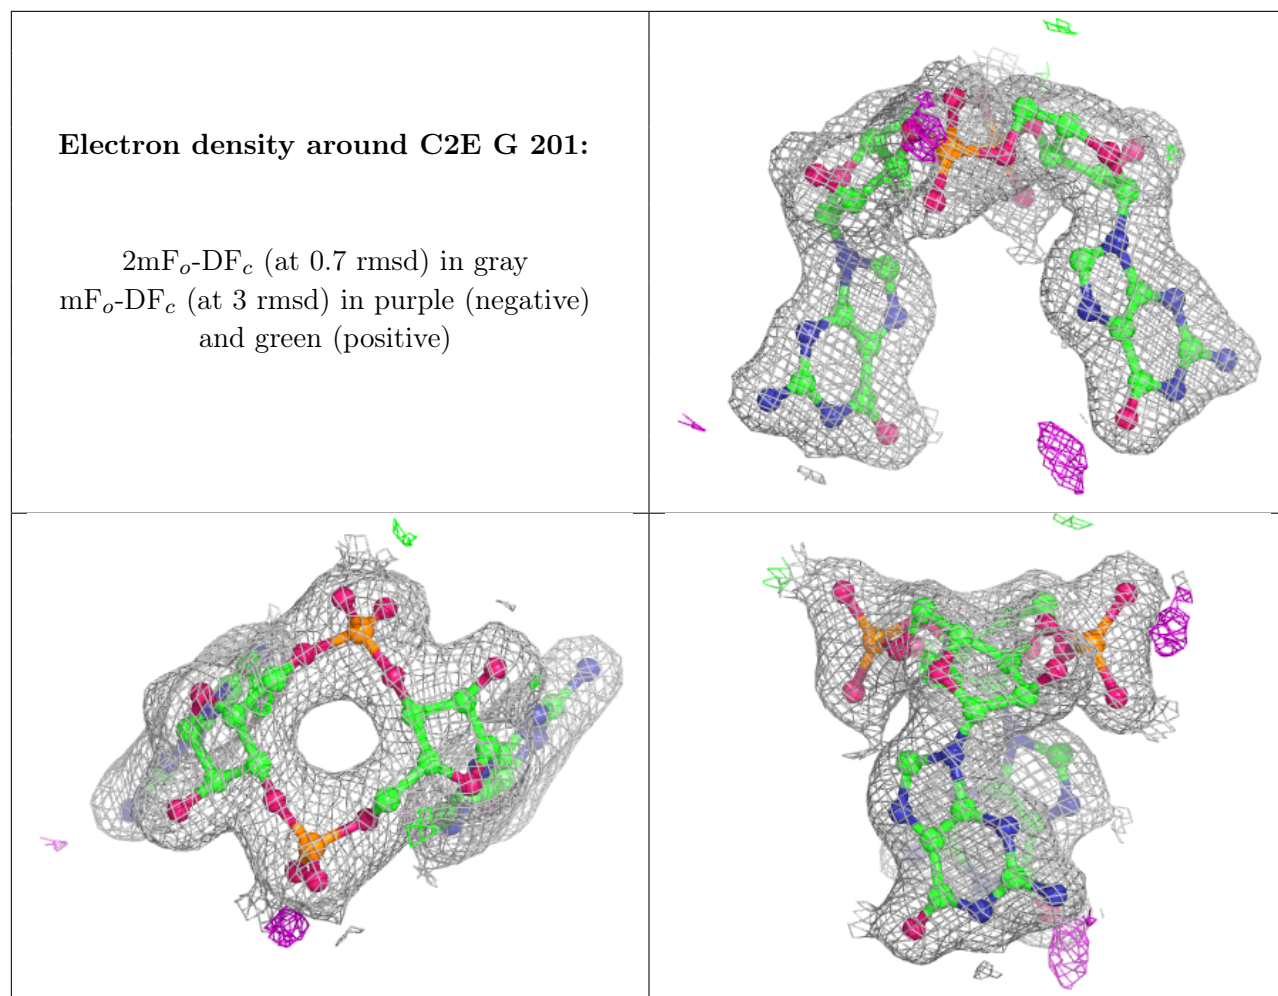 Electron density around C2E G 201:
2mFo-DFc (at 0.7 rmsd) in gray
mFo-DFc (at 3 rmsd) in purple (negative)
and green (positive)